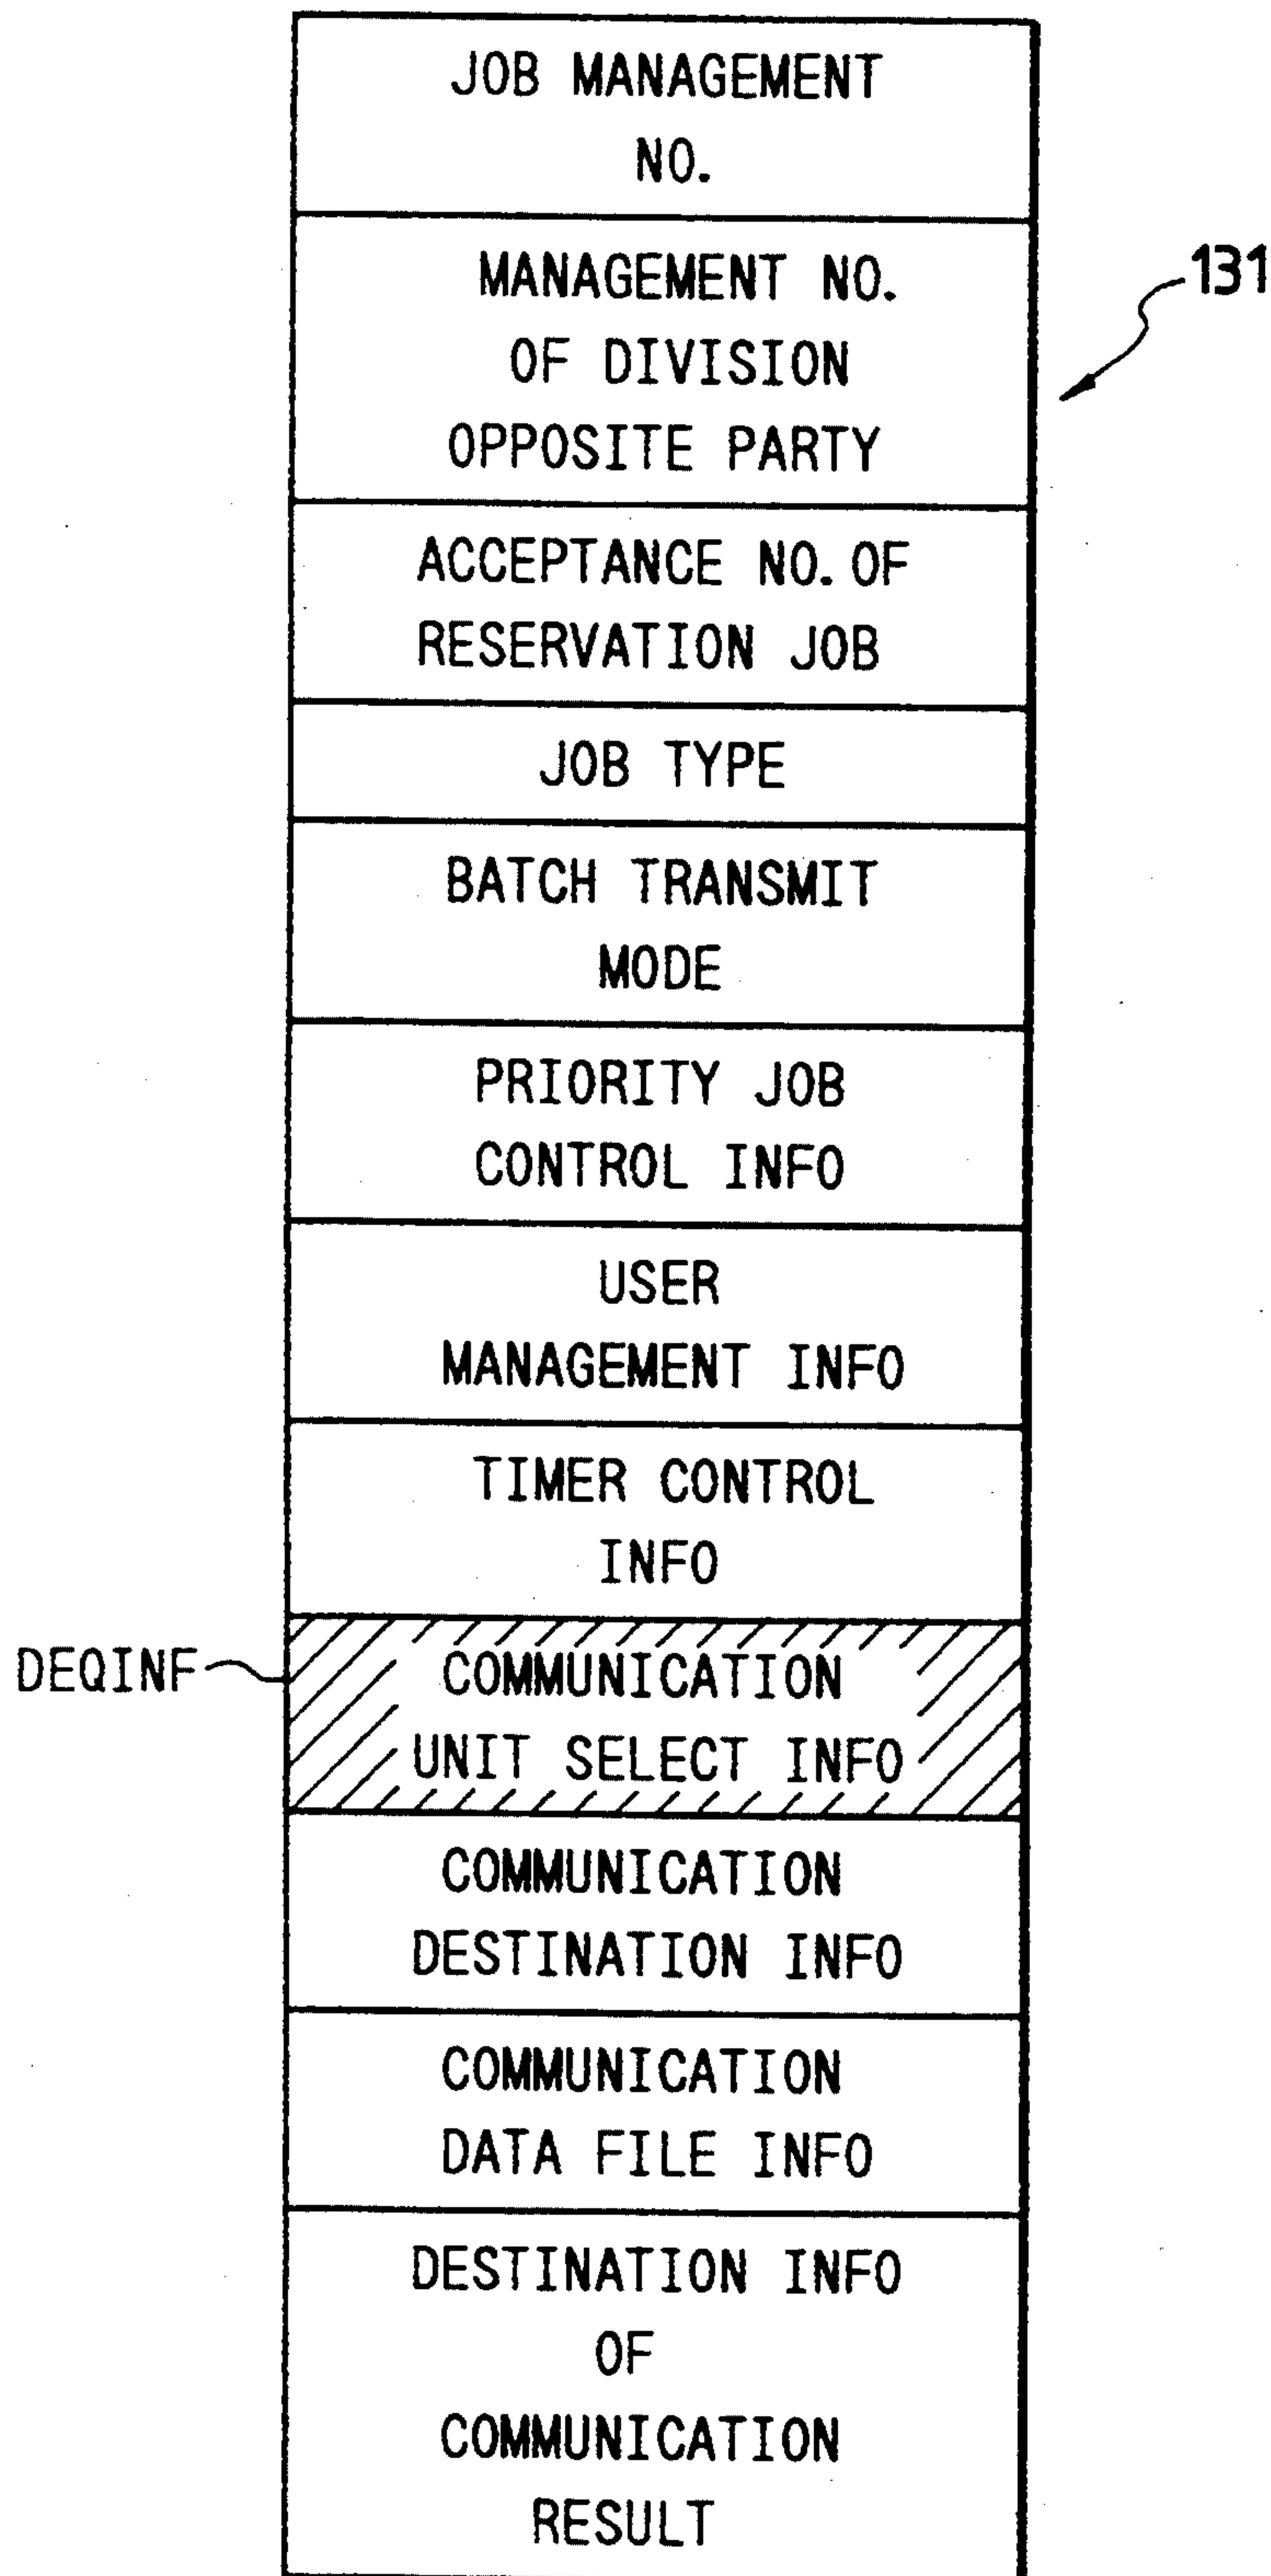 JOB MANAGEMENT
NO.
MANAGEMENT NO.
OF DIVISION
OPPOSITE PARTY
131
ACCEPTANCE NO. OF
RESERVATION JOB
JOB TYPE
BATCH TRANSMIT
MODE
PRIORITY JOB
CONTROL INFO
USER
MANAGEMENT INFO
TIMER CONTROL
INFO
DEQINF
COMMUNICATION
UNIT SELECT INFO
COMMUNICATION
DESTINATION INFO
COMMUNICATION
DATA FILE INFO
DESTINATION INFO
OF
COMMUNICATION
RESULT